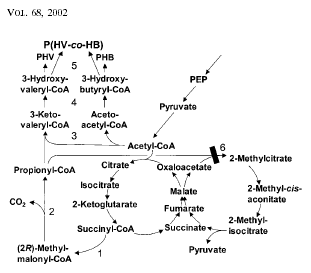 VOL. 68, 2002
P(HV-co-HB)
PHV
5
PHB
3-Hydroxy-
valeryl-CoA
3-Hydroxy-
butyryl-CoA
PEP
4
3-Keto-
valeryl-CoA
Aceto-
acetyl-CoA
Pyruvate
3
Acetyl-CoA
6
Propionyl-CoA
Citrate
Oxaloacetate
2-Methylcitrate
Isocitrate
Malate
2-Methyl-cis-
aconitate
CO2
2
2-Ketoglutarate
Fumarate
Succinyl-CoA
Succinate
2-Methyl-
isocitrate
(2R)-Methyl-
malonyl-CoA
1
Pyruvate